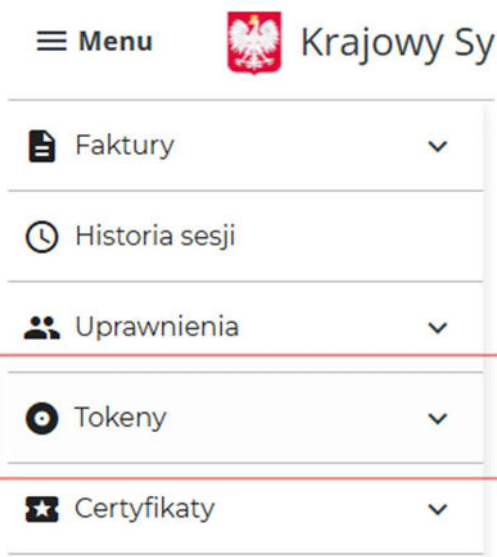 Menu
Krajowy Sy
Faktury
Historia sesji
Uprawnienia
Tokeny
Certyfikaty